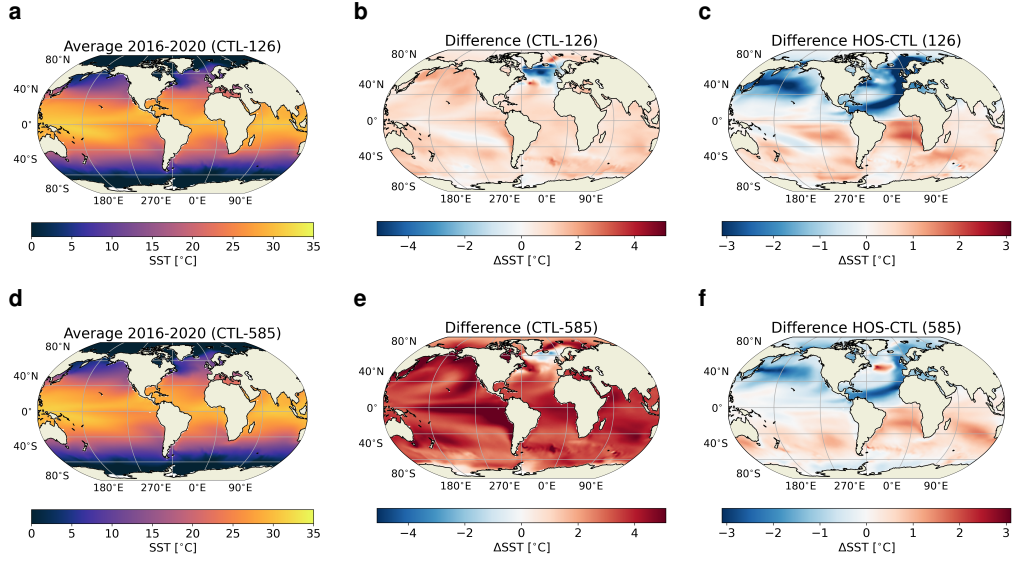 a
Average 2016-2020 (CTL-126)
80°N
40°N
0°
40°S
80°S
180°E 270°E 0°E 90°E
0 5 10 15 20 25 30 35
SST [°C]
b
Difference (CTL-126)
80°N
40°N
0°
40°S
80°S
180°E 270°E 0°E 90°E
−4 −2 0 2 4
ΔSST [°C]
c
Difference HOS-CTL (126)
80°N
40°N
0°
40°S
80°S
180°E 270°E 0°E 90°E
−3 −2 −1 0 1 2 3
ΔSST [°C]
d
Average 2016-2020 (CTL-585)
80°N
40°N
0°
40°S
80°S
180°E 270°E 0°E 90°E
0 5 10 15 20 25 30 35
SST [°C]
e
Difference (CTL-585)
80°N
40°N
0°
40°S
80°S
180°E 270°E 0°E 90°E
−4 −2 0 2 4
ΔSST [°C]
f
Difference HOS-CTL (585)
80°N
40°N
0°
40°S
80°S
180°E 270°E 0°E 90°E
−3 −2 −1 0 1 2 3
ΔSST [°C]